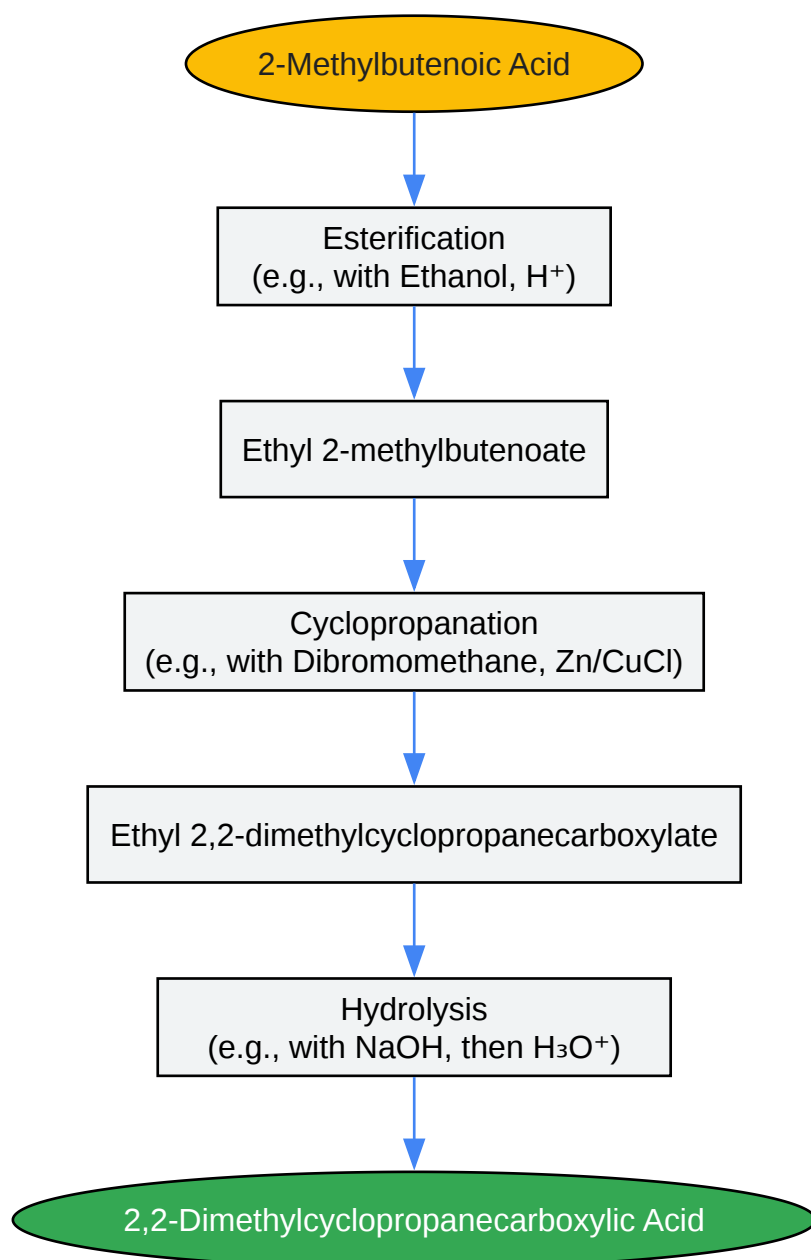 2-Methylbutenoic Acid
Esterification
(e.g., with Ethanol, H⁺)
Ethyl 2-methylbutenoate
Cyclopropanation
(e.g., with Dibromomethane, Zn/CuCl)
Ethyl 2,2-dimethylcyclopropanecarboxylate
Hydrolysis
(e.g., with NaOH, then H₃O⁺)
2,2-Dimethylcyclopropanecarboxylic Acid